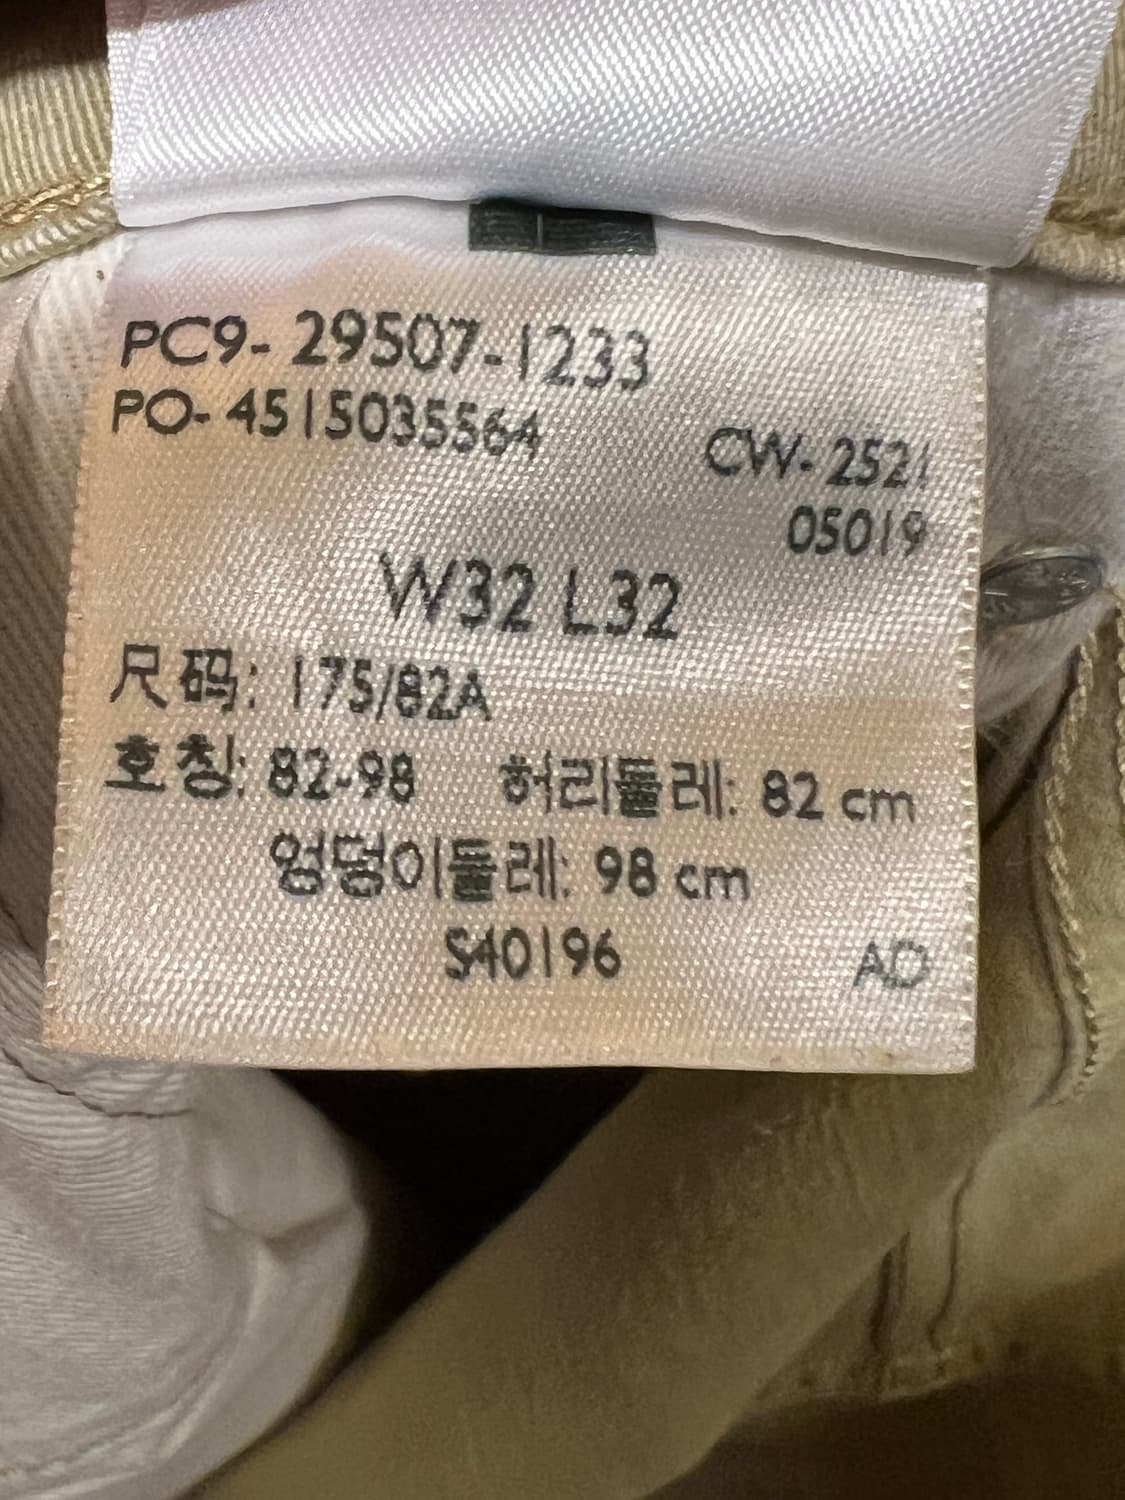 PC9- 29507-1233
PO- 4515035564
CW- 2521
05019
W32 L32
尺码: 175/82A
호칭: 82-98 허리둘레: 82 cm
엉덩이둘레: 98 cm
S40196 AD